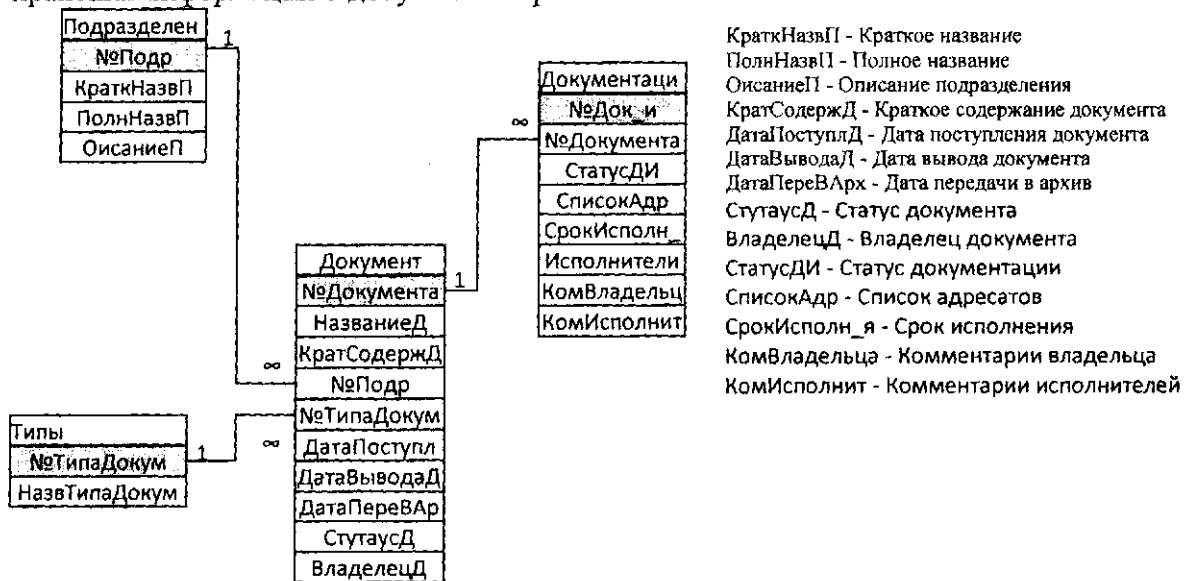 Подразделен
№Подр
КраткНазвП
ПолнНазвП
ОисаниеП
1
∞
Типы
№ТипаДокум
НазвТипаДокум
1
∞
Документ
№Документа
НазваниеД
КратСодержД
№Подр
№ТипаДокум
ДатаПоступл
ДатаВыводаД
ДатаПереВАр
СтутаусД
ВладелецД
1
∞
Документаци
№Док_и
№Документа
СтатусДИ
СписокАдр
СрокИсполн_
Исполнители
КомВладельц
КомИсполнит
КраткНазвП - Краткое название
ПолнНазвП - Полное название
ОисаниеП - Описание подразделения
КратСодержД - Краткое содержание документа
ДатаПоступлД - Дата поступления документа
ДатаВыводаД - Дата вывода документа
ДатаПереВАрх - Дата передачи в архив
СтутаусД - Статус документа
ВладелецД - Владелец документа
СтатусДИ - Статус документации
СписокАдр - Список адресатов
СрокИсполн_я - Срок исполнения
КомВладельца - Комментарии владельца
КомИсполнит - Комментарии исполнителей